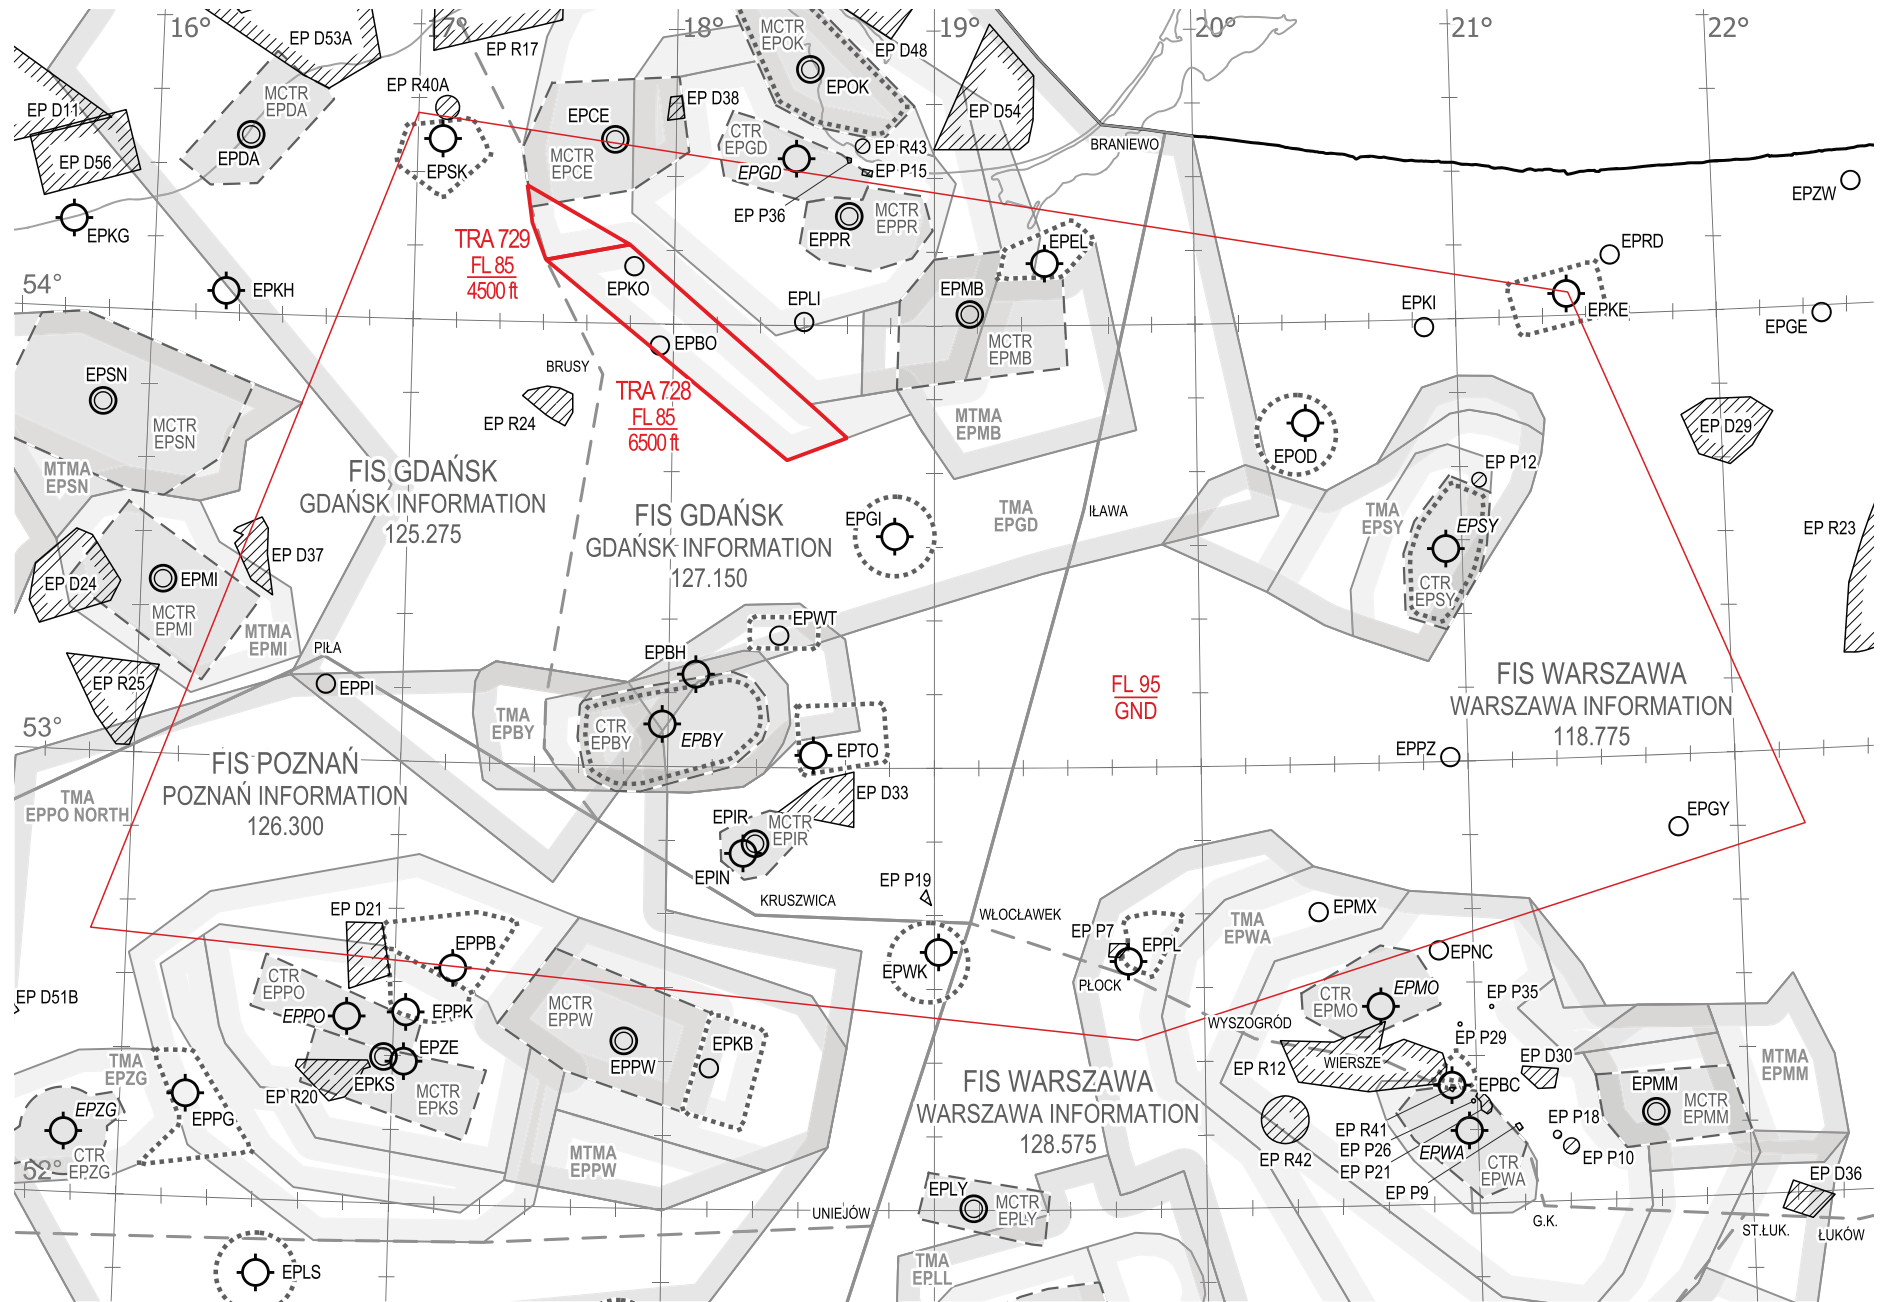 16°
17°
18°
19°
20°
21°
22°
EP D53A
EP R17
MCTR
EPOK
EP D48
EP D11
MCTR
EPDA
EP R40A
EPOK
EP D38
EP D54
EPCE
CTR
EPGD
EPDA
EP D56
EPSK
MCTR
EPCE
EPGD
EP R43
EP P15
BRANIEWO
EPZW
EP P36
EPPR
MCTR
EPPR
EPKG
TRA 729
FL 85
4500 ft
EPEL
EPRD
54°
EPKH
EPKO
EPLI
EPMB
EPKI
EPKE
EPGE
EPBO
MCTR
EPMB
EPSN
BRUSY
TRA 728
FL 85
6500 ft
MCTR
EPSN
EP R24
MTMA
EPMB
EP D29
EPOD
MTMA
EPSN
FIS GDAŃSK
GDAŃSK INFORMATION
125.275
EP P12
FIS GDAŃSK
GDAŃSK INFORMATION
127.150
EPGI
TMA
EPGD
IŁAWA
TMA
EPSY
EPSY
EP R23
EP D37
EP D24
EPMI
MCTR
EPMI
CTR
EPSY
MTMA
EPMI
PIŁA
EPWT
EPBH
EP R25
EPPI
FL 95
GND
FIS WARSZAWA
WARSZAWA INFORMATION
118.775
53°
TMA
EPBY
CTR
EPBY
EPBY
EPTO
EPPZ
FIS POZNAŃ
POZNAŃ INFORMATION
126.300
TMA
EPPO NORTH
EP D33
EPIR
MCTR
EPIR
EPGY
EPIN
EP P19
KRUSZWICA
WŁOCŁAWEK
EP D21
EPMX
TMA
EPWA
EPPB
EP P7
EPPL
EPNC
EPWK
CTR
EPPO
PŁOCK
EPMO
EP D51B
EPPO
EPPK
MCTR
EPPW
CTR
EPMO
EP P35
WYSZOGRÓD
EP P29
EPZE
EPKB
EPPW
EP R12
WIERSZE
EP D30
TMA
EPZG
EPKS
MCTR
EPKS
EP R20
FIS WARSZAWA
WARSZAWA INFORMATION
128.575
EPBC
EPMM
MCTR
EPMM
MTMA
EPMM
EPZG
EPPG
EP R41
EP P18
EP P26
EPWA
EP P10
EP R42
EP P21
CTR
EPZG
52°
MTMA
EPPW
EP P9
CTR
EPWA
EP D36
EPLY
MCTR
EPLY
UNIEJÓW
G.K.
ST.ŁUK.
ŁUKÓW
EPLS
TMA
EPLL